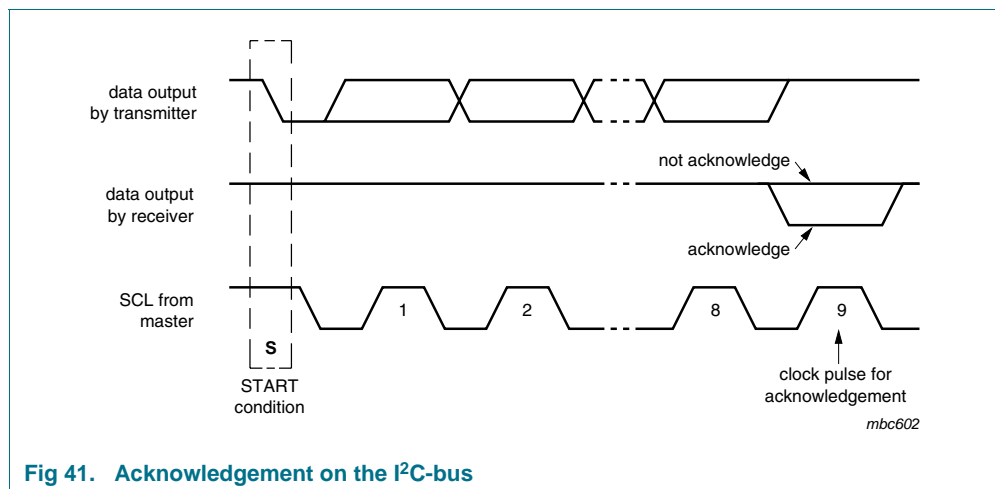 data output
by transmitter
not acknowledge
data output
by receiver
acknowledge
SCL from
master
1
2
8
9
S
START
condition
clock pulse for
acknowledgement
mbc602
Fig 41. Acknowledgement on the I²C-bus